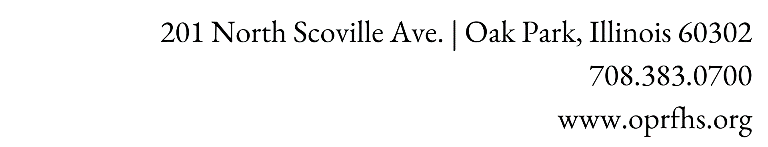 201 North Scoville Ave. | Oak Park, Illinois 60302
708.383.0700
www.oprfhs.org